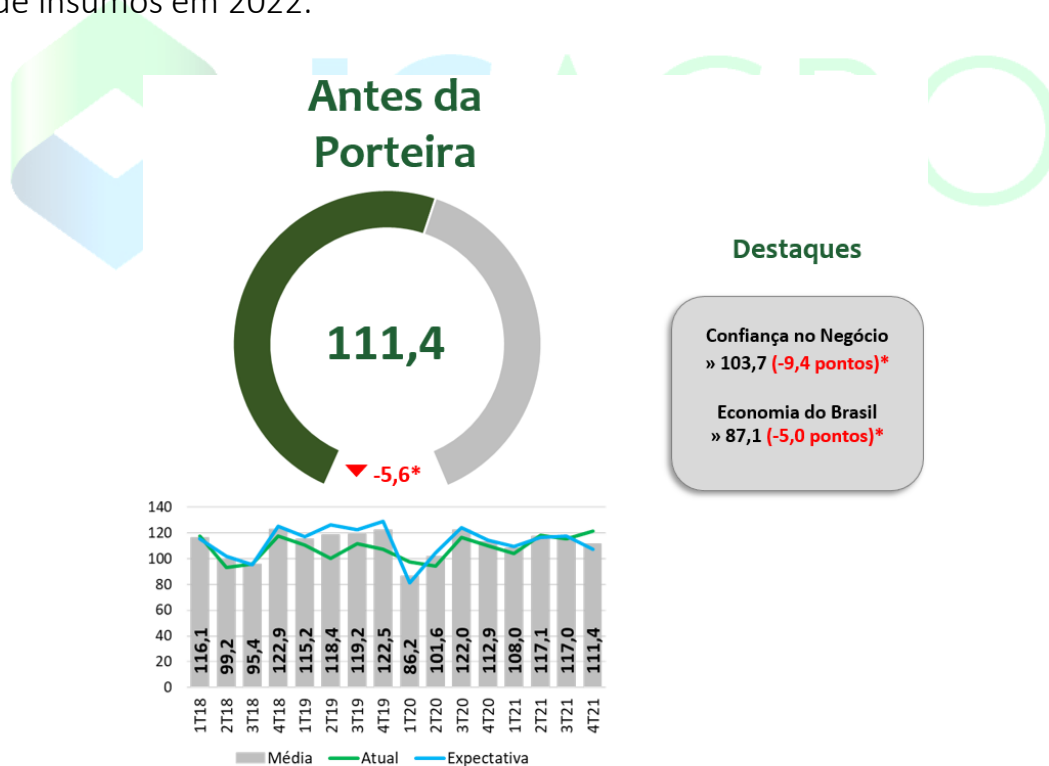 de insumos em 2022.
ICAGRO
Antes da
Porteira
111,4
-5,6*
Destaques
Confiança no Negócio
» 103,7 (-9,4 pontos)*
Economia do Brasil
» 87,1 (-5,0 pontos)*
140
120
100
80
60
40
20
0
116,1 99,2 95,4 122,9 115,2 118,4 119,2 122,5 86,2 101,6 122,0 112,9 108,0 117,1 117,0 111,4
1T18 2T18 3T18 4T18 1T19 2T19 3T19 4T19 1T20 2T20 3T20 4T20 1T21 2T21 3T21 4T21
Média Atual Expectativa